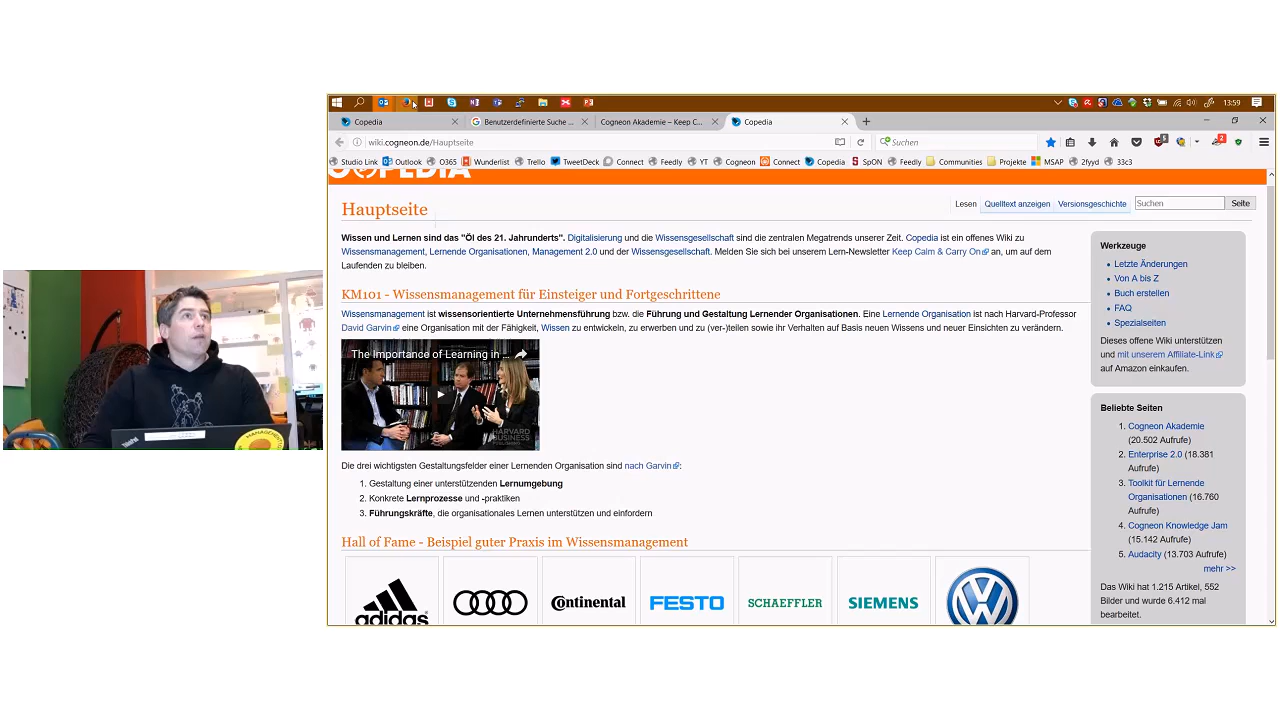 13:59
Copedia
Benutzerdefinierte Suche ...
Cogneon Akademie – Keep C...
Copedia
wiki.cogneon.de/Hauptseite
Suchen
Studio Link
Outlook
O365
Wunderlist
Trello
TweetDeck
Connect
Feedly
YT
Cogneon
Connect
Copedia
SpON
Feedly
Communities
Projekte
MSAP
2fyyd
33c3
Hauptseite
Lesen
Quelltext anzeigen
Versionsgeschichte
Suchen
Seite
Wissen und Lernen sind das "Öl des 21. Jahrhunderts". Digitalisierung und die Wissensgesellschaft sind die zentralen Megatrends unserer Zeit. Copedia ist ein offenes Wiki zu
Wissensmanagement, Lernende Organisationen, Management 2.0 und der Wissensgesellschaft. Melden Sie sich bei unserem Lern-Newsletter Keep Calm & Carry On an, um auf dem
Laufenden zu bleiben.
KM101 - Wissensmanagement für Einsteiger und Fortgeschrittene
Wissensmanagement ist wissensorientierte Unternehmensführung bzw. die Führung und Gestaltung Lernender Organisationen. Eine Lernende Organisation ist nach Harvard-Professor
David Garvin eine Organisation mit der Fähigkeit, Wissen zu entwickeln, zu erwerben und zu (ver-)teilen sowie ihr Verhalten auf Basis neuen Wissens und neuer Einsichten zu verändern.
The Importance of Learning in ...
HARVARD
BUSINESS
PUBLISHING
Die drei wichtigsten Gestaltungsfelder einer Lernenden Organisation sind nach Garvin:
1. Gestaltung einer unterstützenden Lernumgebung
2. Konkrete Lernprozesse und -praktiken
3. Führungskräfte, die organisationales Lernen unterstützen und einfordern
Hall of Fame - Beispiel guter Praxis im Wissensmanagement
adidas
Audi
Continental
FESTO
SCHAEFFLER
SIEMENS
Werkzeuge
Letzte Änderungen
Von A bis Z
Buch erstellen
FAQ
Spezialseiten
Dieses offene Wiki unterstützen
und mit unserem Affiliate-Link
auf Amazon einkaufen.
Beliebte Seiten
1. Cogneon Akademie
(20.502 Aufrufe)
2. Enterprise 2.0 (18.381
Aufrufe)
3. Toolkit für Lernende
Organisationen (16.760
Aufrufe)
4. Cogneon Knowledge Jam
(15.142 Aufrufe)
5. Audacity (13.703 Aufrufe)
mehr >>
Das Wiki hat 1.215 Artikel, 552
Bilder und wurde 6.412 mal
bearbeitet.